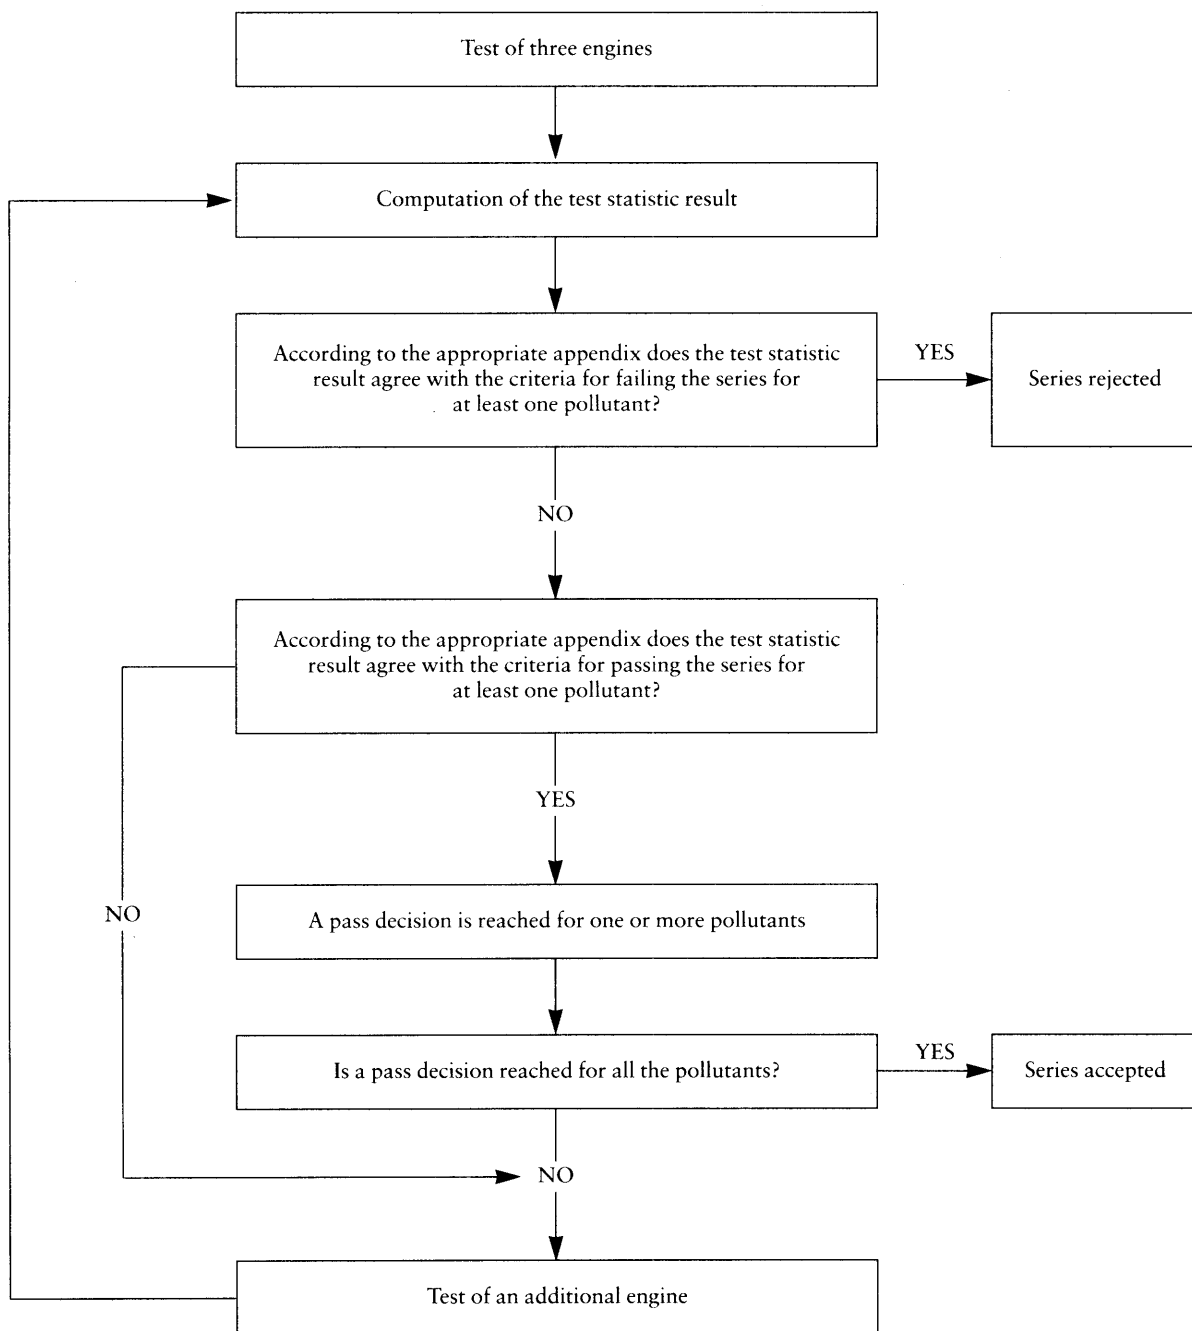 Test of three engines
Computation of the test statistic result
According to the appropriate appendix does the test statistic
result agree with the criteria for failing the series for
at least one pollutant?
YES
Series rejected
NO
According to the appropriate appendix does the test statistic
result agree with the criteria for passing the series for
at least one pollutant?
YES
NO
A pass decision is reached for one or more pollutants
Is a pass decision reached for all the pollutants?
YES
Series accepted
NO
Test of an additional engine